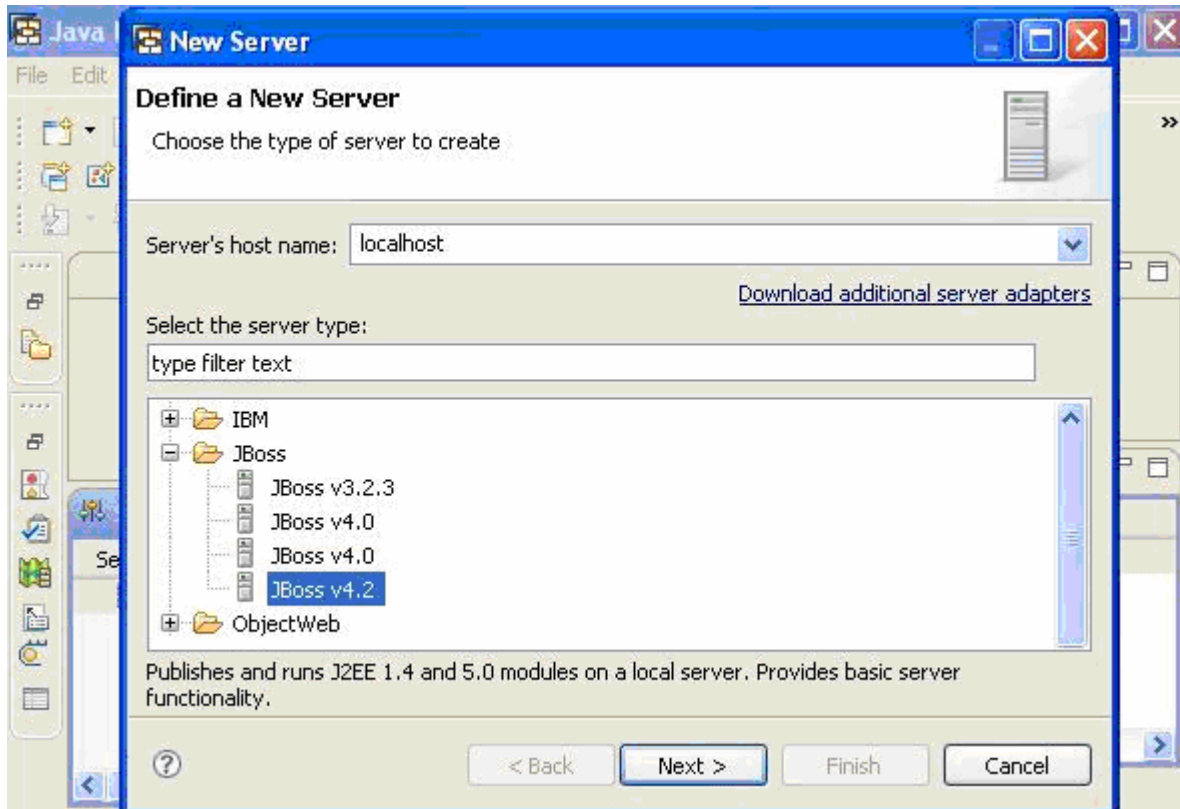 Java
New Server
File Edit
Define a New Server
Choose the type of server to create
»
Server's host name: localhost
Download additional server adapters
Select the server type:
type filter text
IBM
JBoss
JBoss v3.2.3
JBoss v4.0
JBoss v4.0
JBoss v4.2
ObjectWeb
Se
Publishes and runs J2EE 1.4 and 5.0 modules on a local server. Provides basic server
functionality.
? < Back Next > Finish Cancel